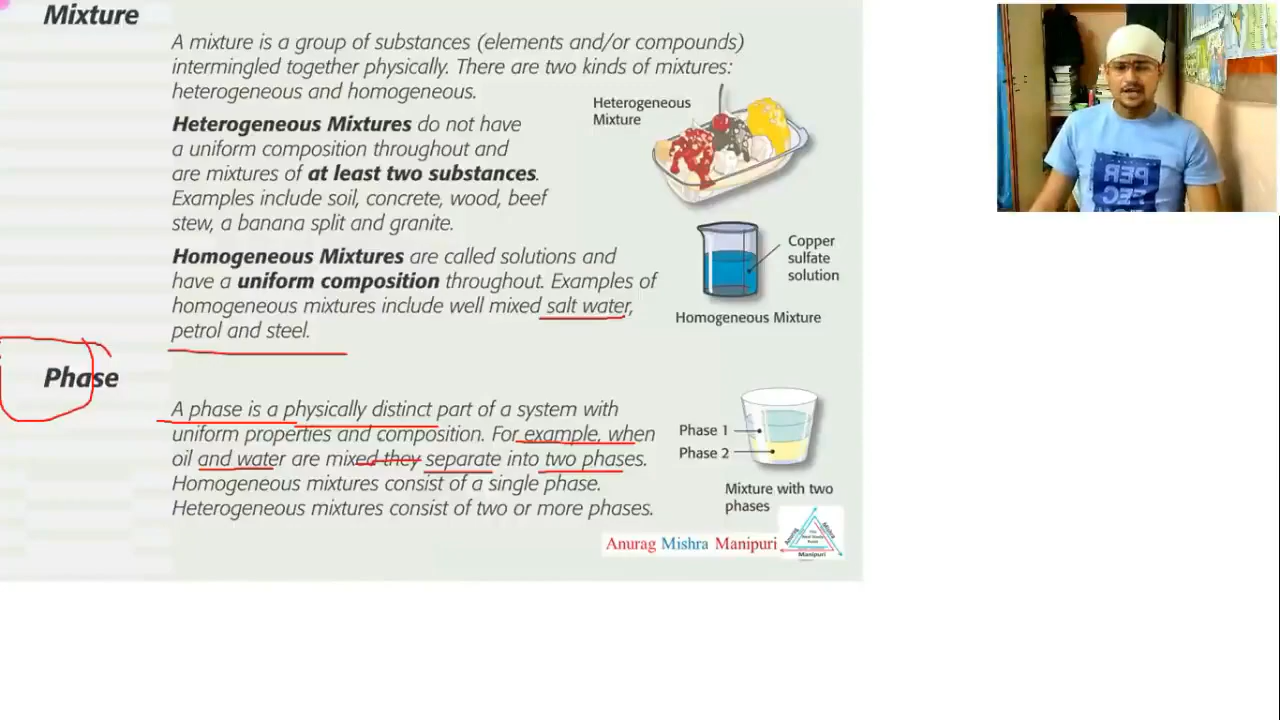 Mixture
A mixture is a group of substances (elements and/or compounds)
intermingled together physically. There are two kinds of mixtures:
heterogeneous and homogeneous.
Heterogeneous
Mixture
Heterogeneous Mixtures do not have
a uniform composition throughout and
are mixtures of at least two substances.
Examples include soil, concrete, wood, beef
stew, a banana split and granite.
Homogeneous Mixtures are called solutions and
have a uniform composition throughout. Examples of
homogeneous mixtures include well mixed salt water,
petrol and steel.
Copper
sulfate
solution
Homogeneous Mixture
Phase
A phase is a physically distinct part of a system with
uniform properties and composition. For example, when
oil and water are mixed they separate into two phases.
Homogeneous mixtures consist of a single phase.
Heterogeneous mixtures consist of two or more phases.
Phase 1
Phase 2
Mixture with two
phases
Anurag Mishra Manipuri
Anurag
Mishra
Manipuri